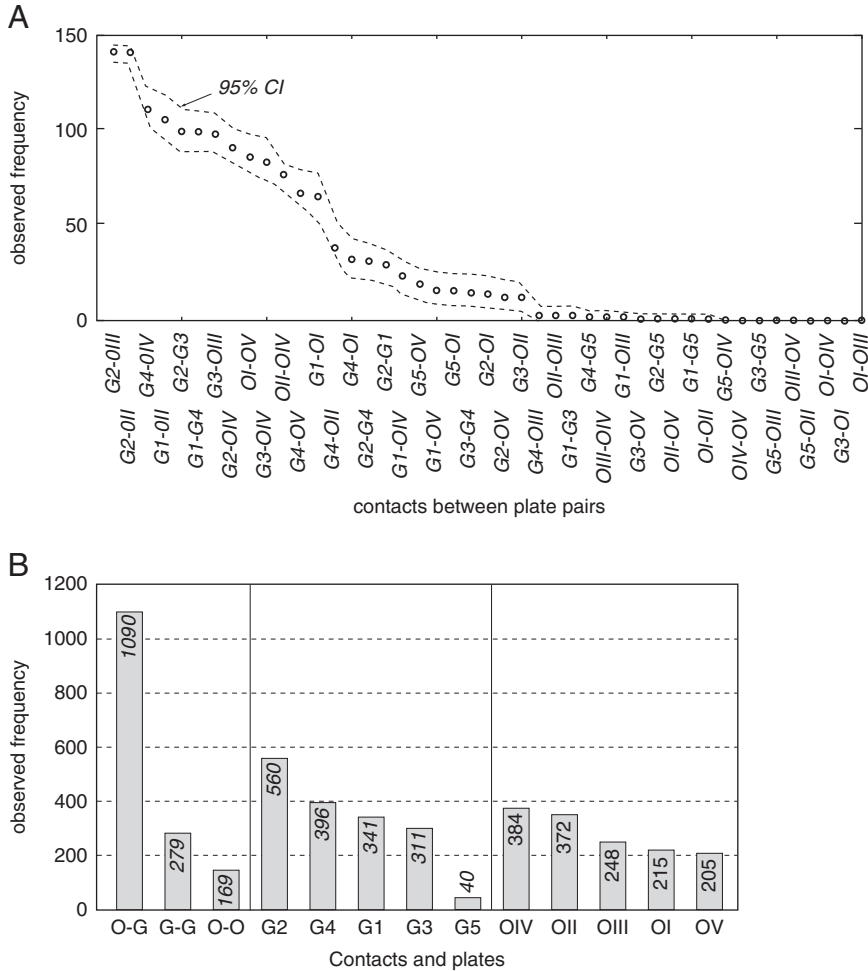 A
150
100
50
0
observed frequency
95% CI
G2-0III
G4-0IV
G2-G3
G3-OIII
OI-OV
OII-OIV
G1-OI
G4-OI
G2-G1
G5-OV
G5-OI
G2-OI
G3-OII
OII-OIII
G4-G5
G1-OIII
G2-G5
G1-G5
G5-OIV
G3-G5
OIII-OV
OI-OIV
OI-OIII
G2-0II
G1-0II
G1-G4
G2-OIV
G3-OIV
G4-OV
G4-OII
G2-G4
G1-OIV
G1-OV
G3-G4
G2-OV
G4-OIII
G1-G3
OIII-OIV
G3-OV
OII-OV
OI-OII
OIV-OV
G5-OIII
G5-OII
G3-OI
contacts between plate pairs
B
1200
1000
800
600
400
200
0
observed frequency
1090
279
169
560
396
341
311
40
384
372
248
215
205
O-G G-G O-O G2 G4 G1 G3 G5 OIV OII OIII OI OV
Contacts and plates